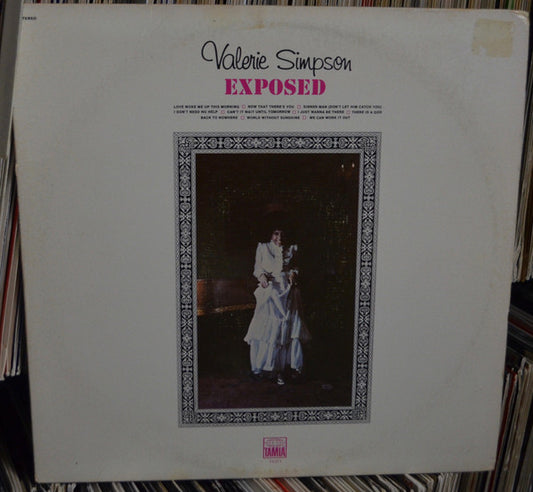 STEREO
Valerie Simpson
EXPOSED
LOVE WOKE ME UP THIS MORNING □ NOW THAT THERE'S YOU □ SINNER MAN (DON'T LET HIM CATCH YOU)
I DON'T NEED NO HELP □ CAN'T IT WAIT UNTIL TOMORROW □ I JUST WANNA BE THERE □ THERE IS A GOD
BACK TO NOWHERE □ WORLD WITHOUT SUNSHINE □ WE CAN WORK IT OUT
TAMLA